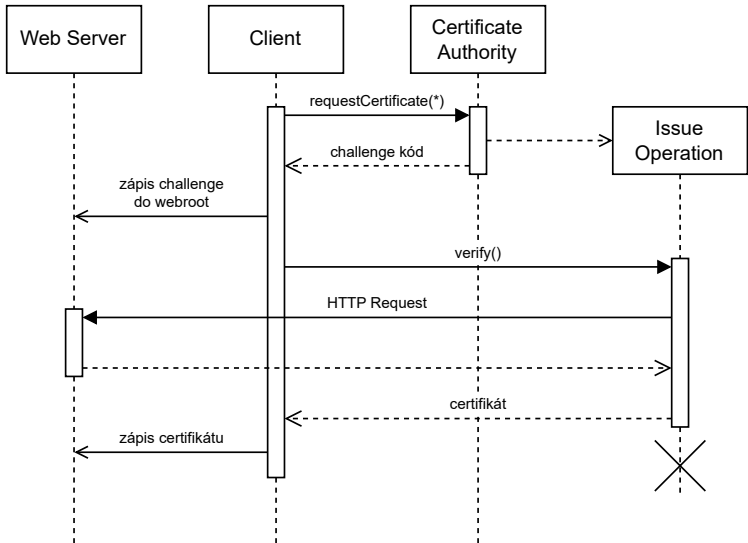 Web Server
Client
Certificate
Authority
requestCertificate(*)
Issue
Operation
challenge kód
zápis challenge
do webroot
verify()
HTTP Request
certifikát
zápis certifikátu